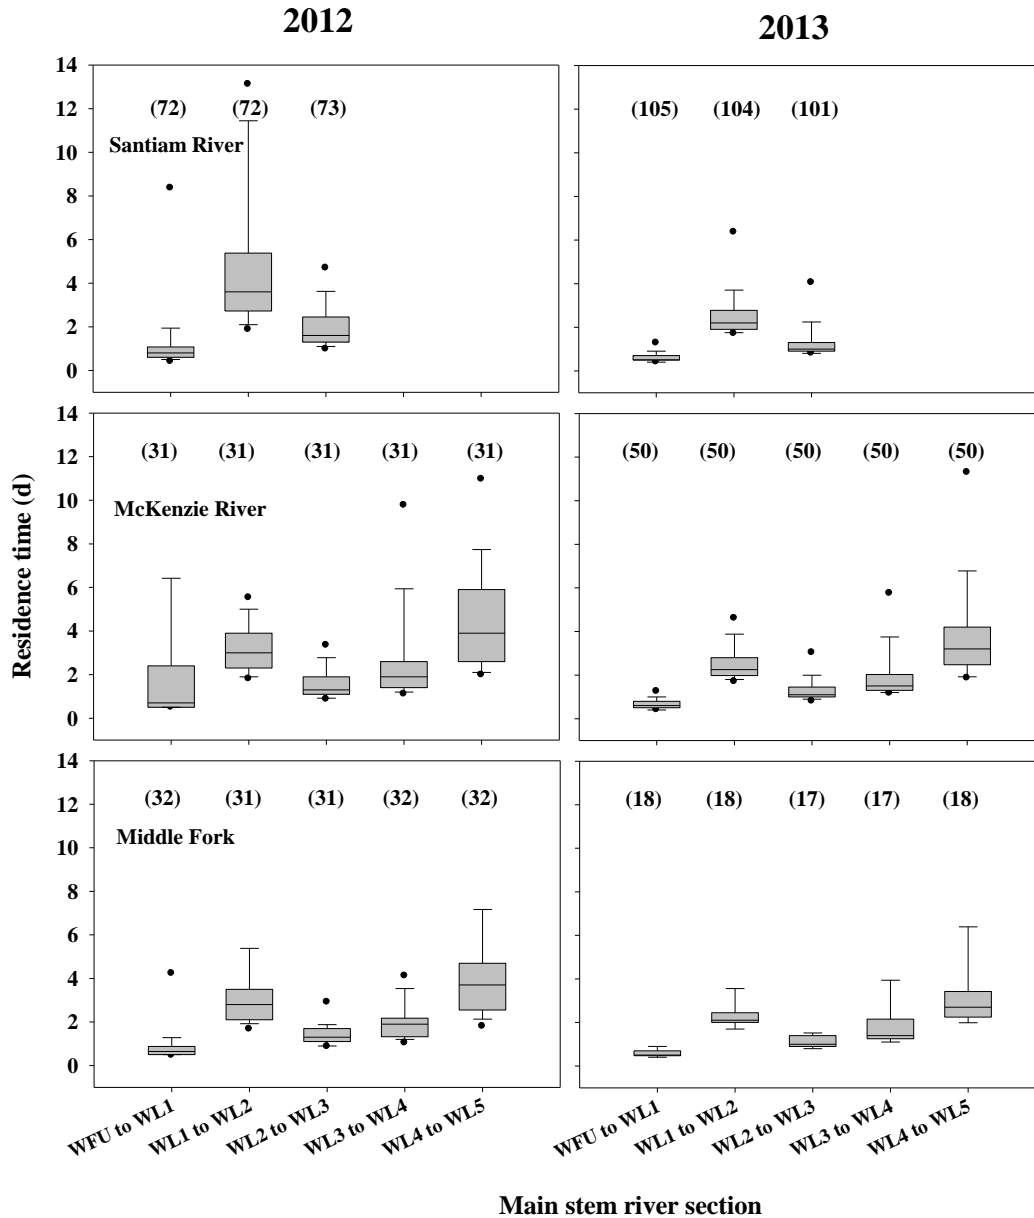 2012
2013
14
12
10
8
6
4
2
0
(72) (72) (73)
Santiam River
(105) (104) (101)
14
12
10
8
6
4
2
0
(31) (31) (31) (31) (31)
McKenzie River
(50) (50) (50) (50) (50)
14
12
10
8
6
4
2
0
(32) (31) (31) (32) (32)
Middle Fork
(18) (18) (17) (17) (18)
Residence time (d)
WFU to WL1
WL1 to WL2
WL2 to WL3
WL3 to WL4
WL4 to WL5
WFU to WL1
WL1 to WL2
WL2 to WL3
WL3 to WL4
WL4 to WL5
Main stem river section